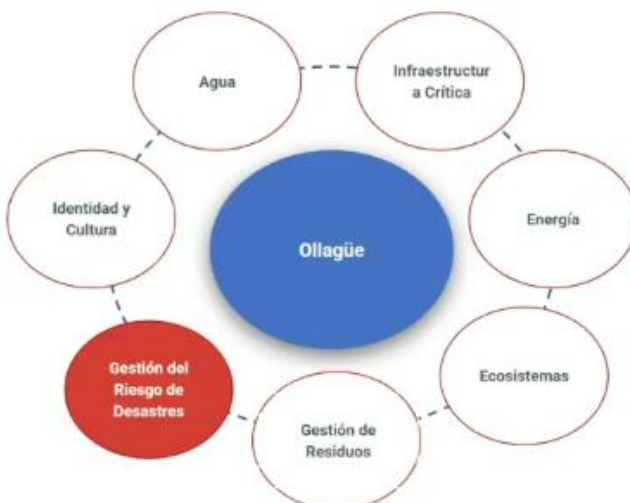 Agua
Infraestructur
a Crítica
Identidad y
Cultura
Ollagüe
Energía
Gestión del
Riesgo de
Desastres
Ecosistemas
Gestión de
Residuos